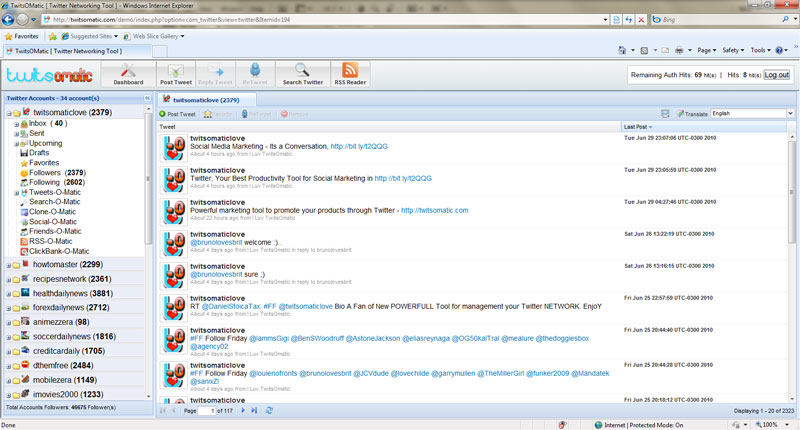 TwitsOMatic [ Twitter Networking Tool ] - Windows Internet Explorer
http://twitsomatic.com/demo/index.php?option=com_twitter&view=twitter&Itemid=194
Bing
Favorites Suggested Sites Web Slice Gallery
TwitsOMatic [ Twitter Networking Tool ]
Page Safety Tools
twitsomatic
Dashboard Post Tweet Reply Tweet ReTweet Search Twitter RSS Reader
Remaining Auth Hits: 69 hit(s) | Hits: 8 hit(s) Log out
Twitter Accounts - 34 account(s)
twitsomaticlove (2379)
Inbox ( 40 )
Sent
Upcoming
Drafts
Favorites
Followers (2379)
Following (2602)
Tweets-O-Matic
Search-O-Matic
Clone-O-Matic
Social-O-Matic
Friends-O-Matic
RSS-O-Matic
ClickBank-O-Matic
howtomaster (2299)
recipesnetwork (2361)
healthdailynews (3881)
forexdailynews (2712)
animezzera (98)
soccerdailynews (1816)
creditcardaily (1705)
dthemfree (2484)
mobilezera (1149)
imovies2000 (1233)
Total Accounts Followers: 46675 Follower(s)
twitsomaticlove (2379)
Post Tweet Favorite ReTweet Remove
Translate: English
Tweet Last Post
twitsomaticlove Tue Jun 29 23:07:06 UTC-0300 2010
Social Media Marketing - Its a Conversation, http://bit.ly/t2QQG
About 4 hours ago from I Luv TwitsOMatic
twitsomaticlove Tue Jun 29 23:05:59 UTC-0300 2010
Twitter, Your Best Productivity Tool for Social Marketing in http://bit.ly/t2QQG
About 4 hours ago from I Luv TwitsOMatic
twitsomaticlove Tue Jun 29 04:27:46 UTC-0300 2010
Powerful marketing tool to promote your products through Twitter - http://twitsomatic.com
About 22 hours ago from I Luv TwitsOMatic
twitsomaticlove Sat Jun 26 13:22:19 UTC-0300 2010
@brunolovesbrit welcome :)..
About 4 days ago from I Luv TwitsOMatic in reply to brunolovesbrit
twitsomaticlove Sat Jun 26 13:16:15 UTC-0300 2010
@brunolovesbrit sure ;)
About 4 days ago from I Luv TwitsOMatic in reply to brunolovesbrit
twitsomaticlove Fri Jun 25 22:57:59 UTC-0300 2010
RT @DanielStoicaTax: #FF @twitsomaticlove Bio A Fan of New POWERFULL Tool for management your Twitter NETWORK. EnjoY
About 4 days ago from I Luv TwitsOMatic
twitsomaticlove Fri Jun 25 20:44:40 UTC-0300 2010
#FF Follow Friday @IammsGigi @BenSWoodruff @AstoneJackson @eliasreynaga @OG50kalTral @mealure @thedoggiesbox
@agency02
About 4 days ago from I Luv TwitsOMatic
twitsomaticlove Fri Jun 25 20:44:28 UTC-0300 2010
#FF Follow Friday @louienofronts @brunolovesbrit @JCVdude @lovechilde @garrymullen @TheMillerGirl @funker2009 @Mandatek
@sanixZl
About 4 days ago from I Luv TwitsOMatic
twitsomaticlove Fri Jun 25 20:18:12 UTC-0300 2010
Page 1 of 117 Displaying 1 - 20 of 2323
Done Internet | Protected Mode: On 100%